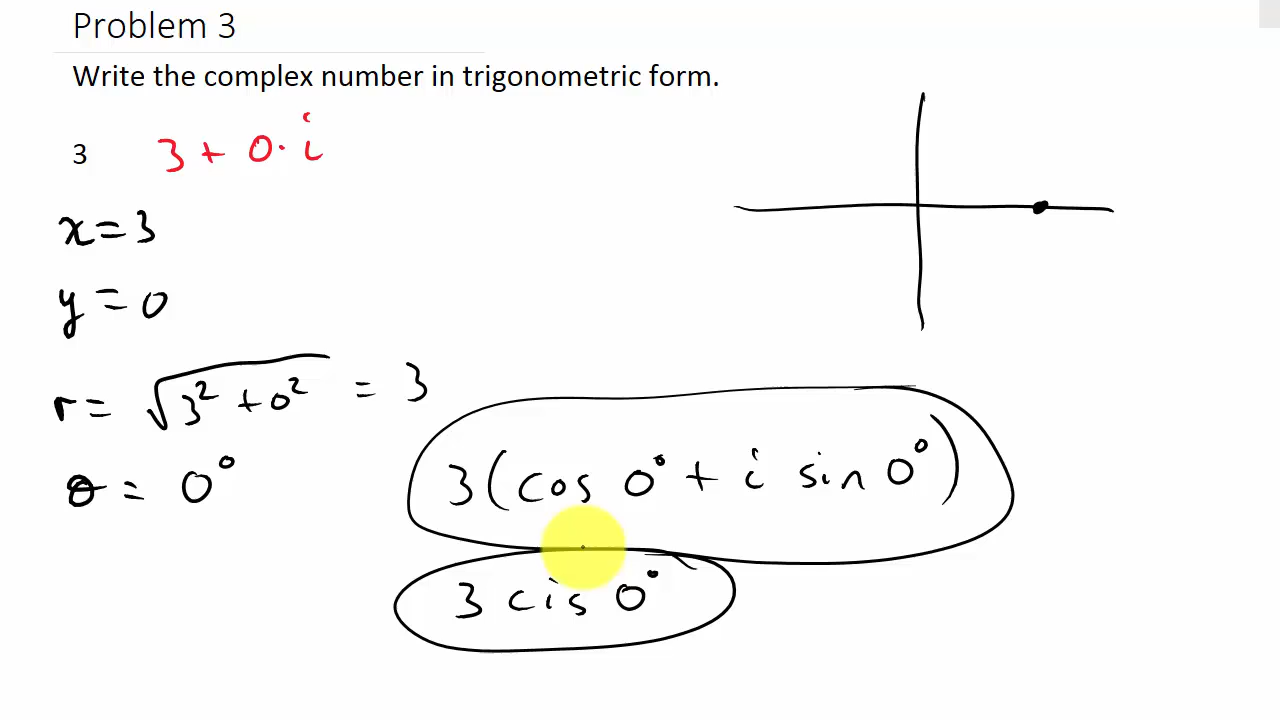 Problem 3
Write the complex number in trigonometric form.
3 3 + 0 · i
x = 3
y = 0
r = √3² + 0² = 3
θ = 0°
3(cos 0° + i sin 0°)
3 cis 0°